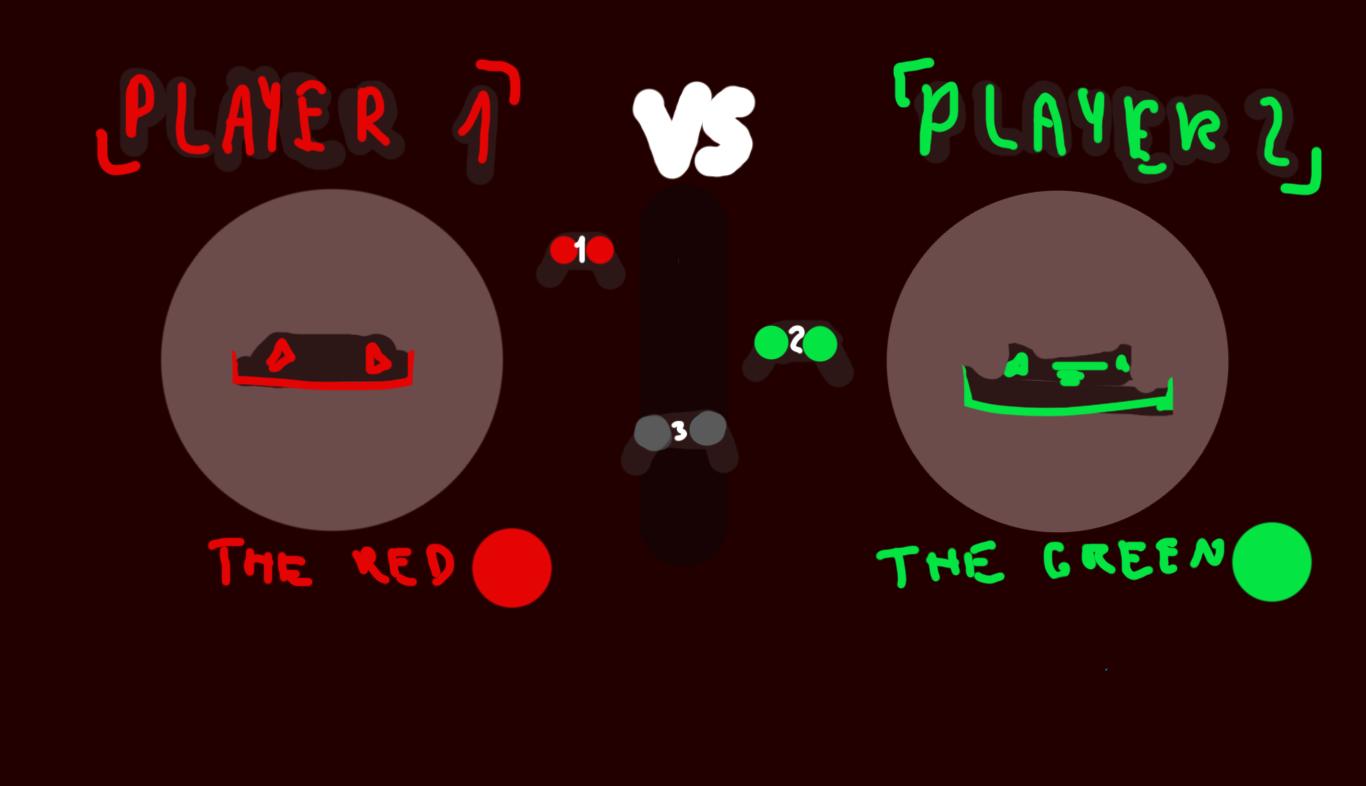 PLAYER 1
VS
PLAYER 2
1
2
3
THE RED
THE GREEN